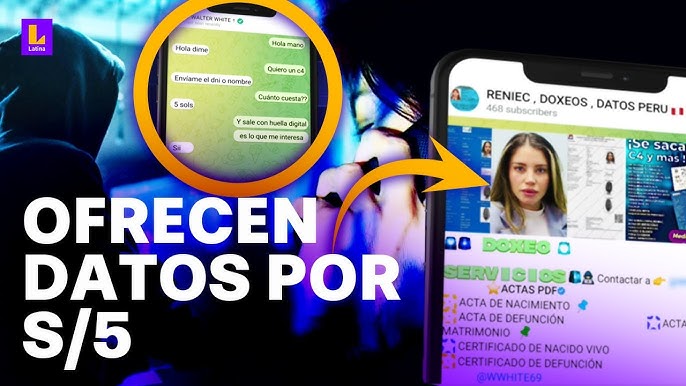 Latina
WALTER WHITE 1
Hola dime
Hola mano
Quiero un c4
Envíame el dni o nombre
Cuánto cuesta??
5 sols
Y sale con huella digital
es lo que me interesa
Sii
OFRECEN
DATOS POR
S/5
RENIEC , DOXEOS , DATOS PERU
468 subscribers
¡Se saca
C4 y mas
DOXEO
SERVICIOS
Contactar a
ACTAS PDF
ACTA DE NACIMIENTO
ACTA DE DEFUNCIÓN
ACTA
MATRIMONIO
CERTIFICADO DE NACIDO VIVO
CERTIFICADO DE DEFUNCIÓN
@WWHITE69